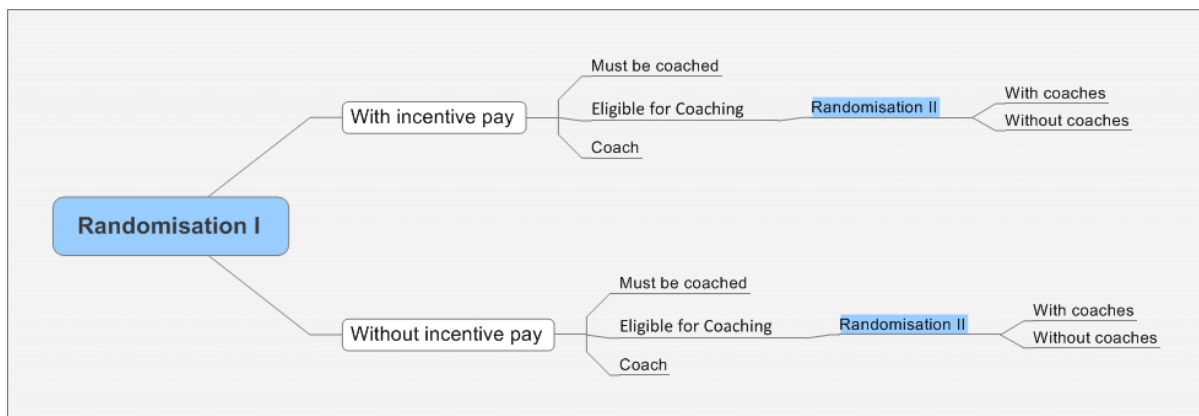 Randomisation I
With incentive pay
Must be coached
Eligible for Coaching
Coach
Randomisation II
With coaches
Without coaches
Without incentive pay
Must be coached
Eligible for Coaching
Coach
Randomisation II
With coaches
Without coaches